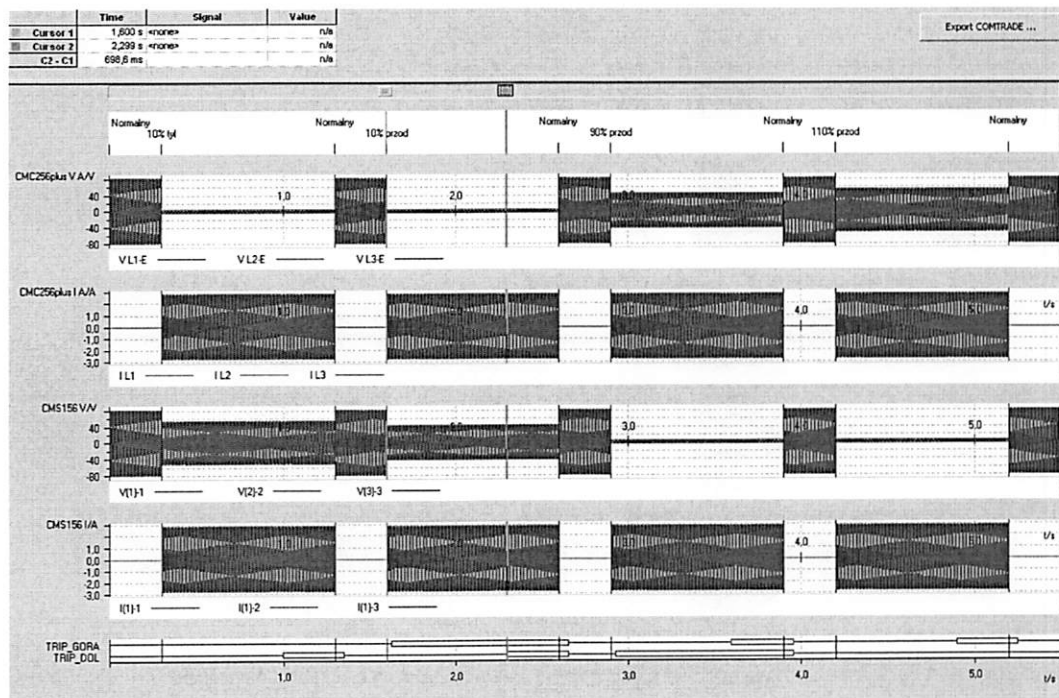 Time Signal Value
Cursor 1 1,600 s <none> n/a
Cursor 2 2,299 s <none> n/a
C2 - C1 698,6 ms n/a
Export COMTRADE ...
Normalny Normalny Normalny Normalny Normalny
10% tył 10% przod 90% przod 110% przod
CMC256plus V A/V
40
0
-40
-80
1,0 2,0
V L1-E V L2-E V L3-E
CMC256plus I A/A
1,0
0,0
-1,0
-2,0
-3,0
4,0
t/s
I L1 I L2 I L3
CMS156 V/V
40
0
-40
-80
1,0 3,0 5,0
V(1)-1 V(2)-2 V(3)-3
CMS156 I/A
1,0
0,0
-1,0
-2,0
-3,0
4,0
t/s
I(1)-1 I(1)-2 I(1)-3
TRIP_GORA
TRIP_DOL
1,0 2,0 3,0 4,0 5,0
t/s